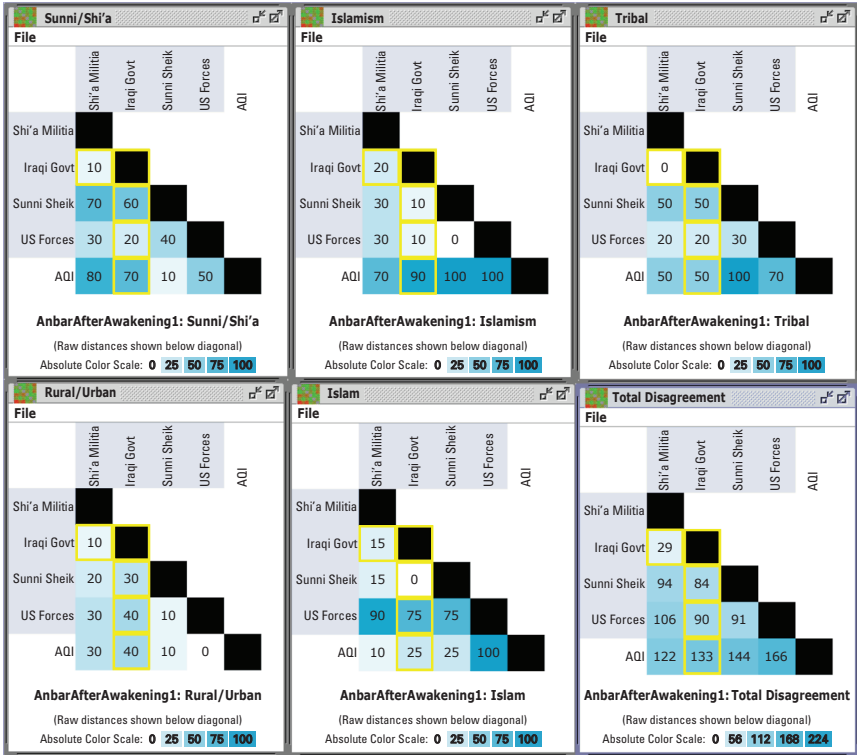 Sunni/Shi'a
File
Shi'a Militia Iraqi Govt Sunni Sheik US Forces AQI
Shi'a Militia
Iraqi Govt 10
Sunni Sheik 70 60
US Forces 30 20 40
AQI 80 70 10 50
AnbarAfterAwakening1: Sunni/Shi'a
(Raw distances shown below diagonal)
Absolute Color Scale: 0 25 50 75 100
Islamism
File
Shi'a Militia Iraqi Govt Sunni Sheik US Forces AQI
Shi'a Militia
Iraqi Govt 20
Sunni Sheik 30 10
US Forces 30 10 0
AQI 70 90 100 100
AnbarAfterAwakening1: Islamism
(Raw distances shown below diagonal)
Absolute Color Scale: 0 25 50 75 100
Tribal
File
Shi'a Militia Iraqi Govt Sunni Sheik US Forces AQI
Shi'a Militia
Iraqi Govt 0
Sunni Sheik 50 50
US Forces 20 20 30
AQI 50 50 100 70
AnbarAfterAwakening1: Tribal
(Raw distances shown below diagonal)
Absolute Color Scale: 0 25 50 75 100
Rural/Urban
File
Shi'a Militia Iraqi Govt Sunni Sheik US Forces AQI
Shi'a Militia
Iraqi Govt 10
Sunni Sheik 20 30
US Forces 30 40 10
AQI 30 40 10 0
AnbarAfterAwakening1: Rural/Urban
(Raw distances shown below diagonal)
Absolute Color Scale: 0 25 50 75 100
Islam
File
Shi'a Militia Iraqi Govt Sunni Sheik US Forces AQI
Shi'a Militia
Iraqi Govt 15
Sunni Sheik 15 0
US Forces 90 75 75
AQI 10 25 25 100
AnbarAfterAwakening1: Islam
(Raw distances shown below diagonal)
Absolute Color Scale: 0 25 50 75 100
Total Disagreement
File
Shi'a Militia Iraqi Govt Sunni Sheik US Forces AQI
Shi'a Militia
Iraqi Govt 29
Sunni Sheik 94 84
US Forces 106 90 91
AQI 122 133 144 166
AnbarAfterAwakening1: Total Disagreement
(Raw distances shown below diagonal)
Absolute Color Scale: 0 56 112 168 224